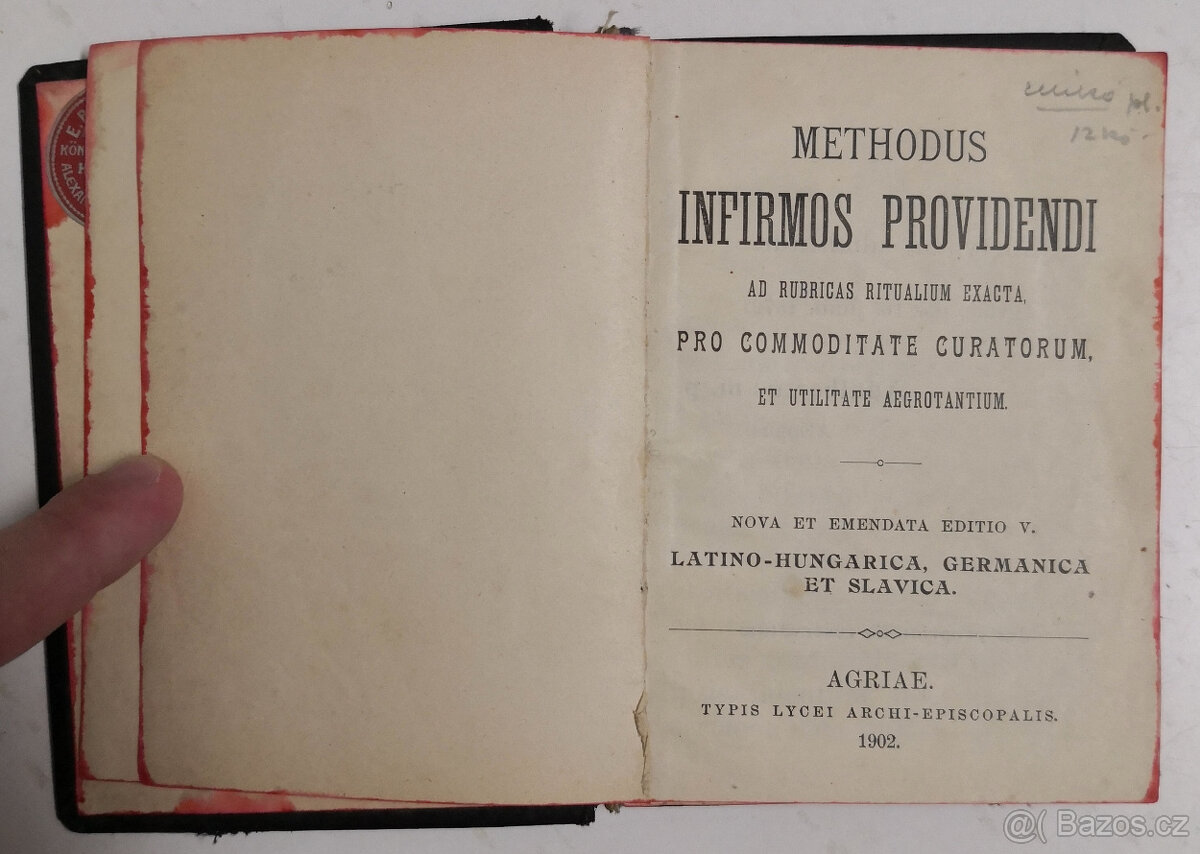 METHODUS
INFIRMOS PROVIDENDI
AD RUBRICAS RITUALIUM EXACTA,
PRO COMMODITATE CURATORUM,
ET UTILITATE AEGROTANTIUM.
NOVA ET EMENDATA EDITIO V.
LATINO-HUNGARICA, GERMANICA
ET SLAVICA.
AGRIAE.
TYPIS LYCEI ARCHI-EPISCOPALIS.
1902.
@( Bazos.cz